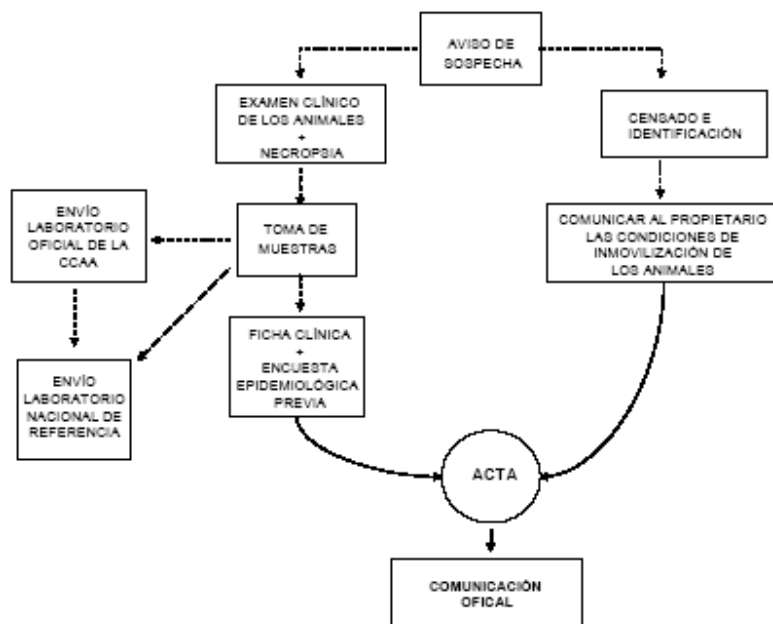 AVISO DE
SOSPECHA
EXAMEN CLÍNICO
DE LOS ANIMALES
+
NECROPSIA
CENSADO E
IDENTIFICACIÓN
ENVÍO
LABORATORIO
OFICIAL DE LA
CCAA
TOMA DE
MUESTRAS
COMUNICAR AL PROPIETARIO
LAS CONDICIONES DE
INMOVILIZACIÓN DE
LOS ANIMALES
FICHA CLÍNICA
+
ENCUESTA
EPIDEMIOLÓGICA
PREVIA
ENVÍO
LABORATORIO
NACIONAL DE
REFERENCIA
ACTA
COMUNICACIÓN
OFICAL